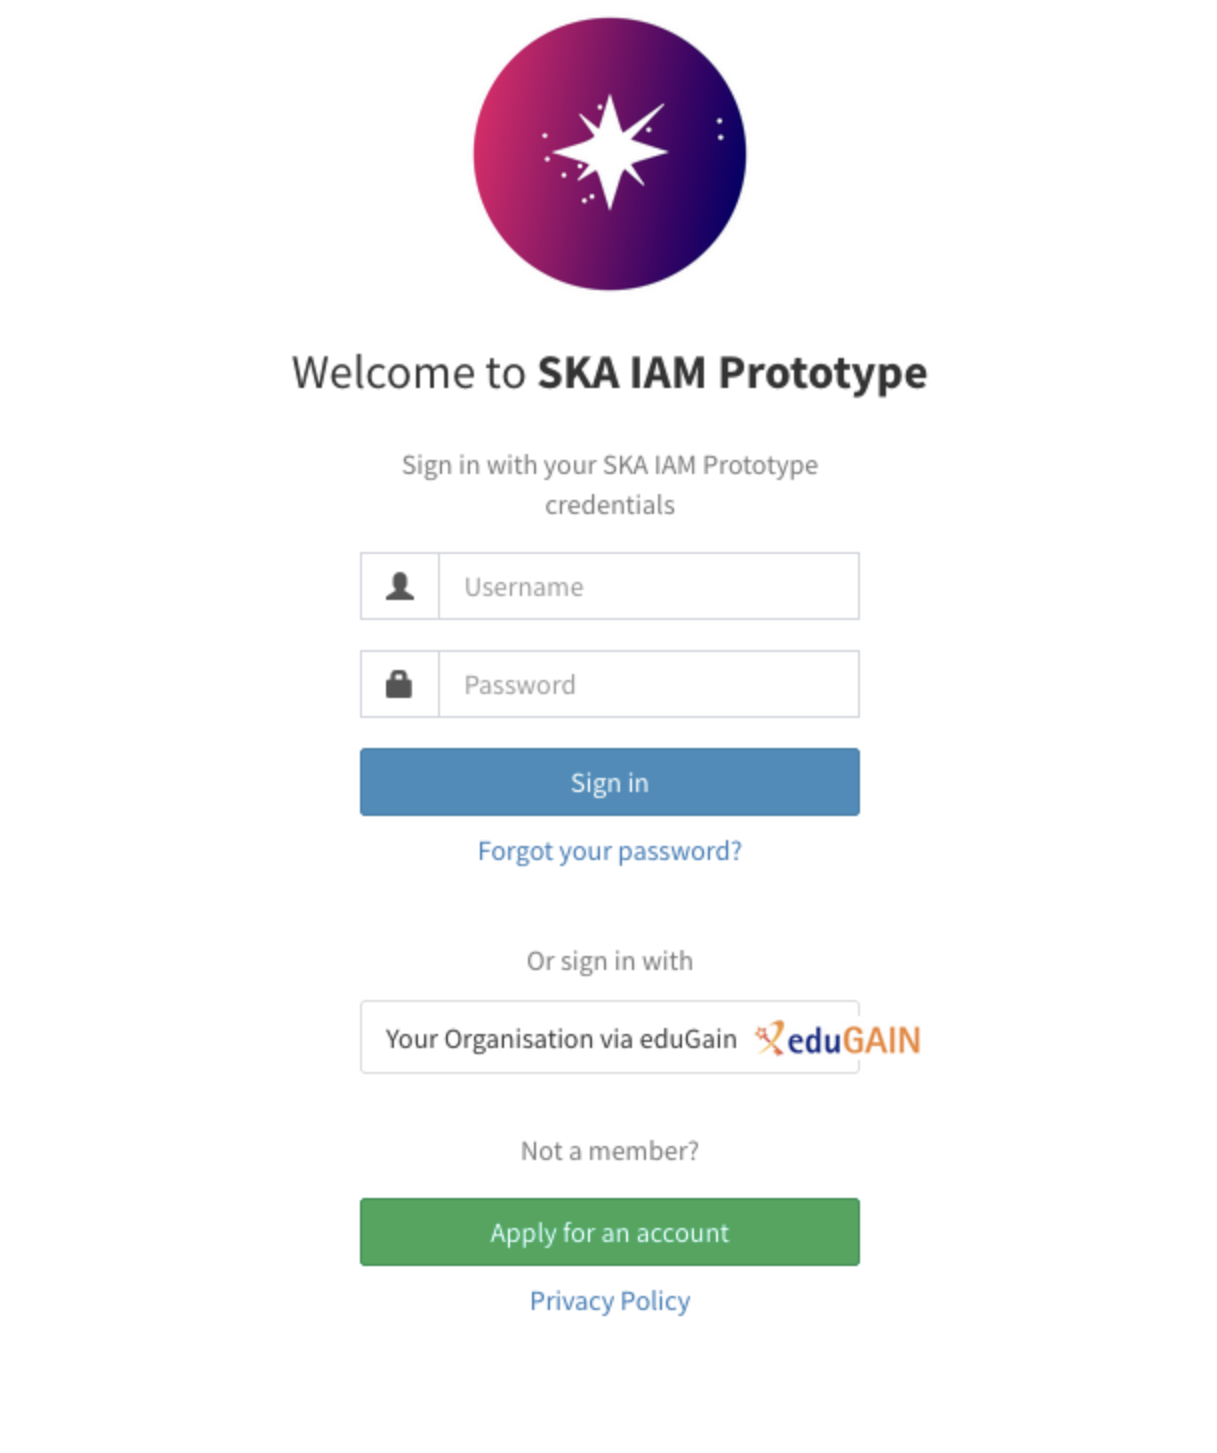 Welcome to SKA IAM Prototype
Sign in with your SKA IAM Prototype
credentials
Username
Password
Sign in
Forgot your password?
Or sign in with
Your Organisation via eduGain eduGAIN
Not a member?
Apply for an account
Privacy Policy